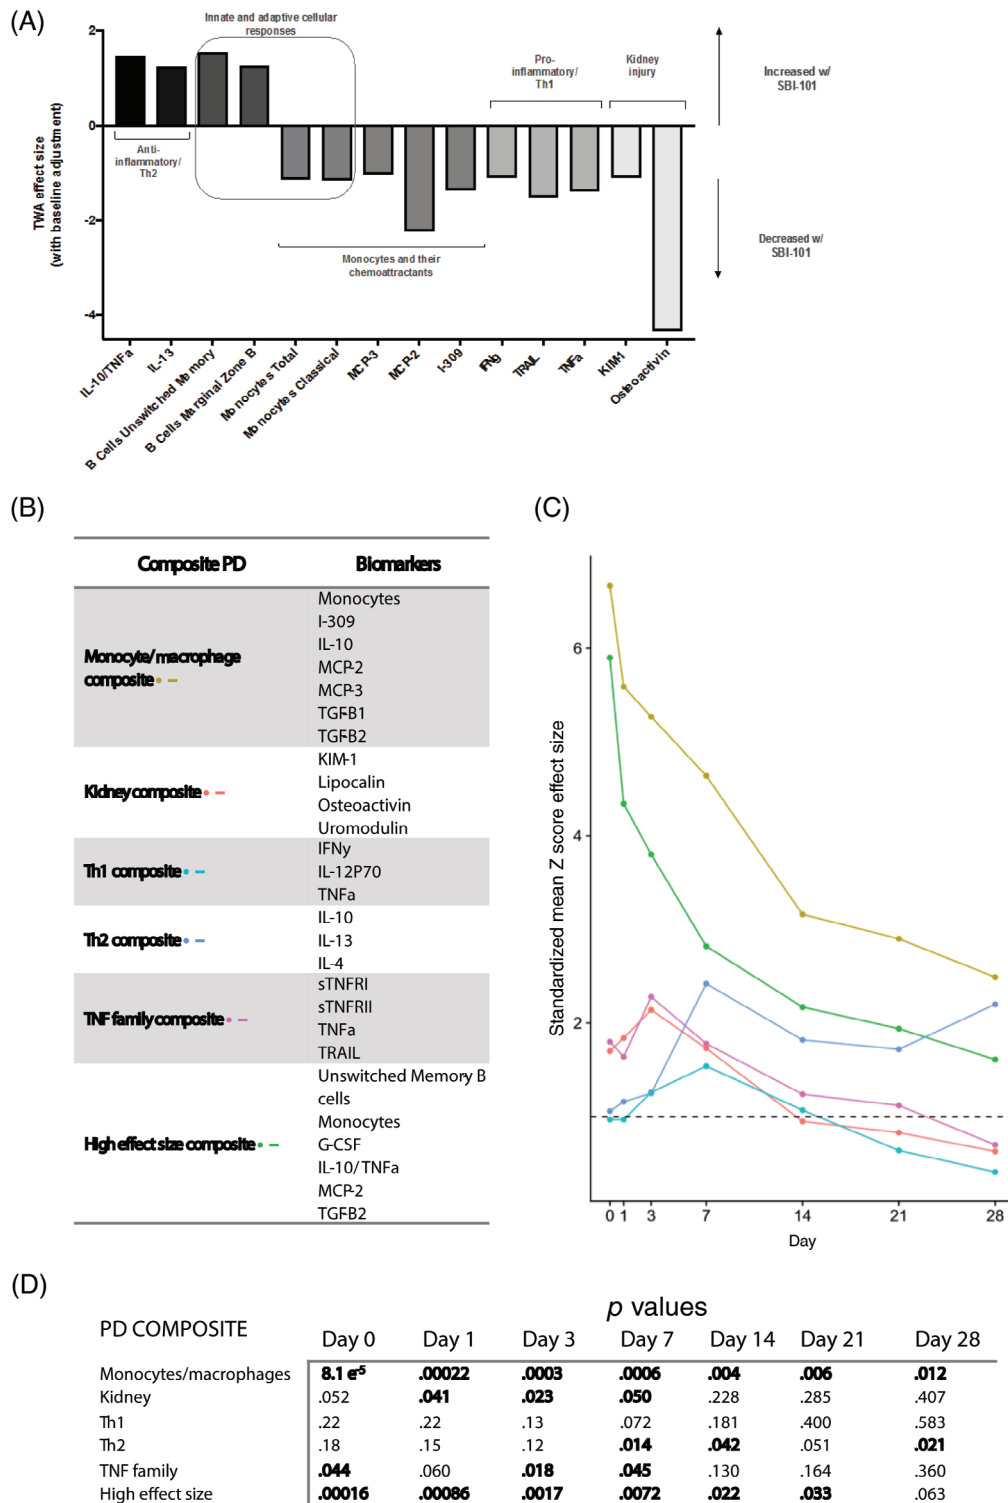 (A)
Innate and adaptive cellular
responses
Pro-
inflammatory/
Th1
Kidney
injury
Increased w/
SBI-101
Anti-
inflammatory/
Th2
Monocytes and their
chemoattractants
Decreased w/
SBI-101
TWA effect size
(with baseline adjustment)
2
0
-2
-4
IL-10/TNFa
IL-13
B Cells Unswitched Memory
B Cells Marginal Zone B
Monocytes Total
Monocytes Classical
MCP-3
MCP-2
I-309
IFNg
TRAIL
TNFa
KIM-1
Osteoactivin
(B)
Composite PD Biomarkers
Monocyte/macrophage
composite
Monocytes
I-309
IL-10
MCP-2
MCP-3
TGF-B1
TGF-B2
Kidney composite
KIM-1
Lipocalin
Osteoactivin
Uromodulin
Th1 composite
IFNy
IL-12P70
TNFa
Th2 composite
IL-10
IL-13
IL-4
TNF family composite
sTNFRI
sTNFRII
TNFa
TRAIL
High effect size composite
Unswitched Memory B
cells
Monocytes
G-CSF
IL-10/TNFa
MCP-2
TGF-B2
(C)
Standardized mean Z score effect size
6
4
2
0 1 3 7 14 21 28
Day
(D)
p values
PD COMPOSITE Day 0 Day 1 Day 3 Day 7 Day 14 Day 21 Day 28
Monocytes/macrophages 8.1 e-5 .00022 .0003 .0006 .004 .006 .012
Kidney .052 .041 .023 .050 .228 .285 .407
Th1 .22 .22 .13 .072 .181 .400 .583
Th2 .18 .15 .12 .014 .042 .051 .021
TNF family .044 .060 .018 .045 .130 .164 .360
High effect size .00016 .00086 .0017 .0072 .022 .033 .063